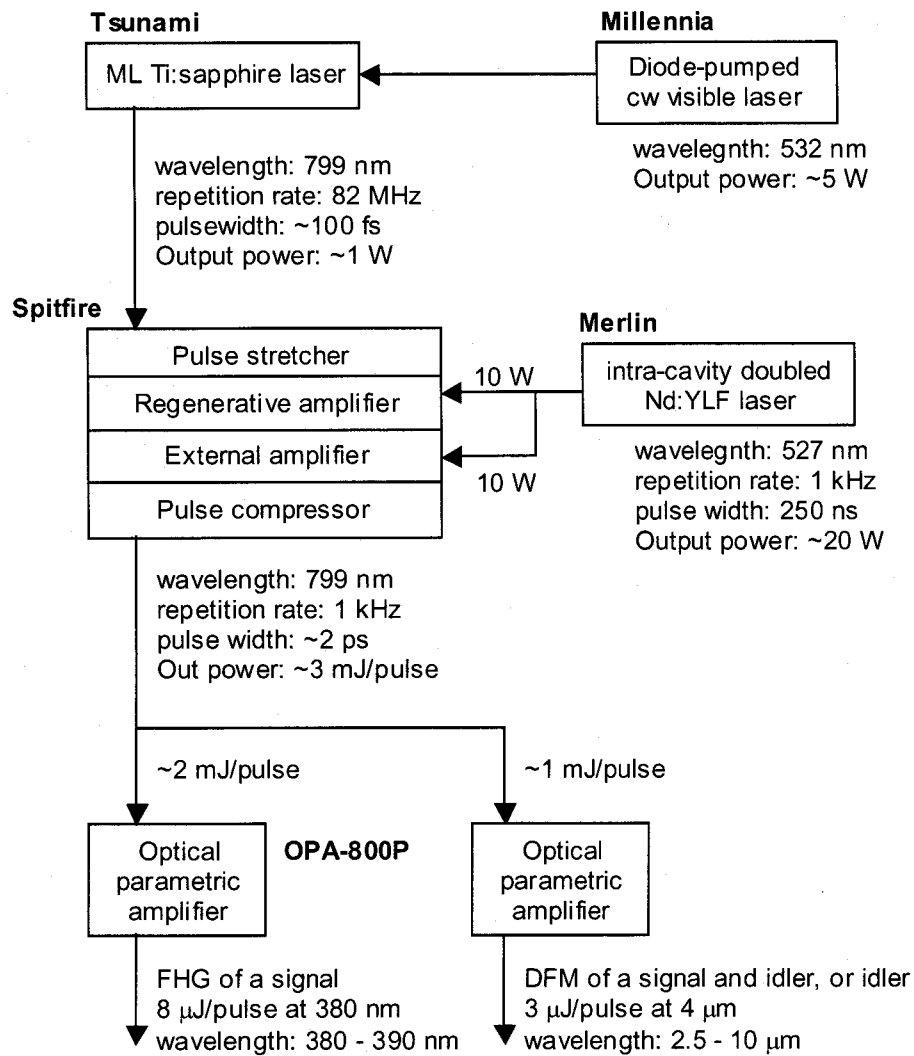 Tsunami
ML Ti:sapphire laser
Millennia
Diode-pumped
cw visible laser
wavelegnth: 532 nm
Output power: ~5 W
wavelength: 799 nm
repetition rate: 82 MHz
pulsewidth: ~100 fs
Output power: ~1 W
Spitfire
Pulse stretcher
Regenerative amplifier
External amplifier
Pulse compressor
10 W
10 W
Merlin
intra-cavity doubled
Nd:YLF laser
wavelegnth: 527 nm
repetition rate: 1 kHz
pulse width: 250 ns
Output power: ~20 W
wavelength: 799 nm
repetition rate: 1 kHz
pulse width: ~2 ps
Out power: ~3 mJ/pulse
~2 mJ/pulse
~1 mJ/pulse
Optical
parametric
amplifier
OPA-800P
Optical
parametric
amplifier
FHG of a signal
8 μJ/pulse at 380 nm
wavelength: 380 - 390 nm
DFM of a signal and idler, or idler
3 μJ/pulse at 4 μm
wavelength: 2.5 - 10 μm